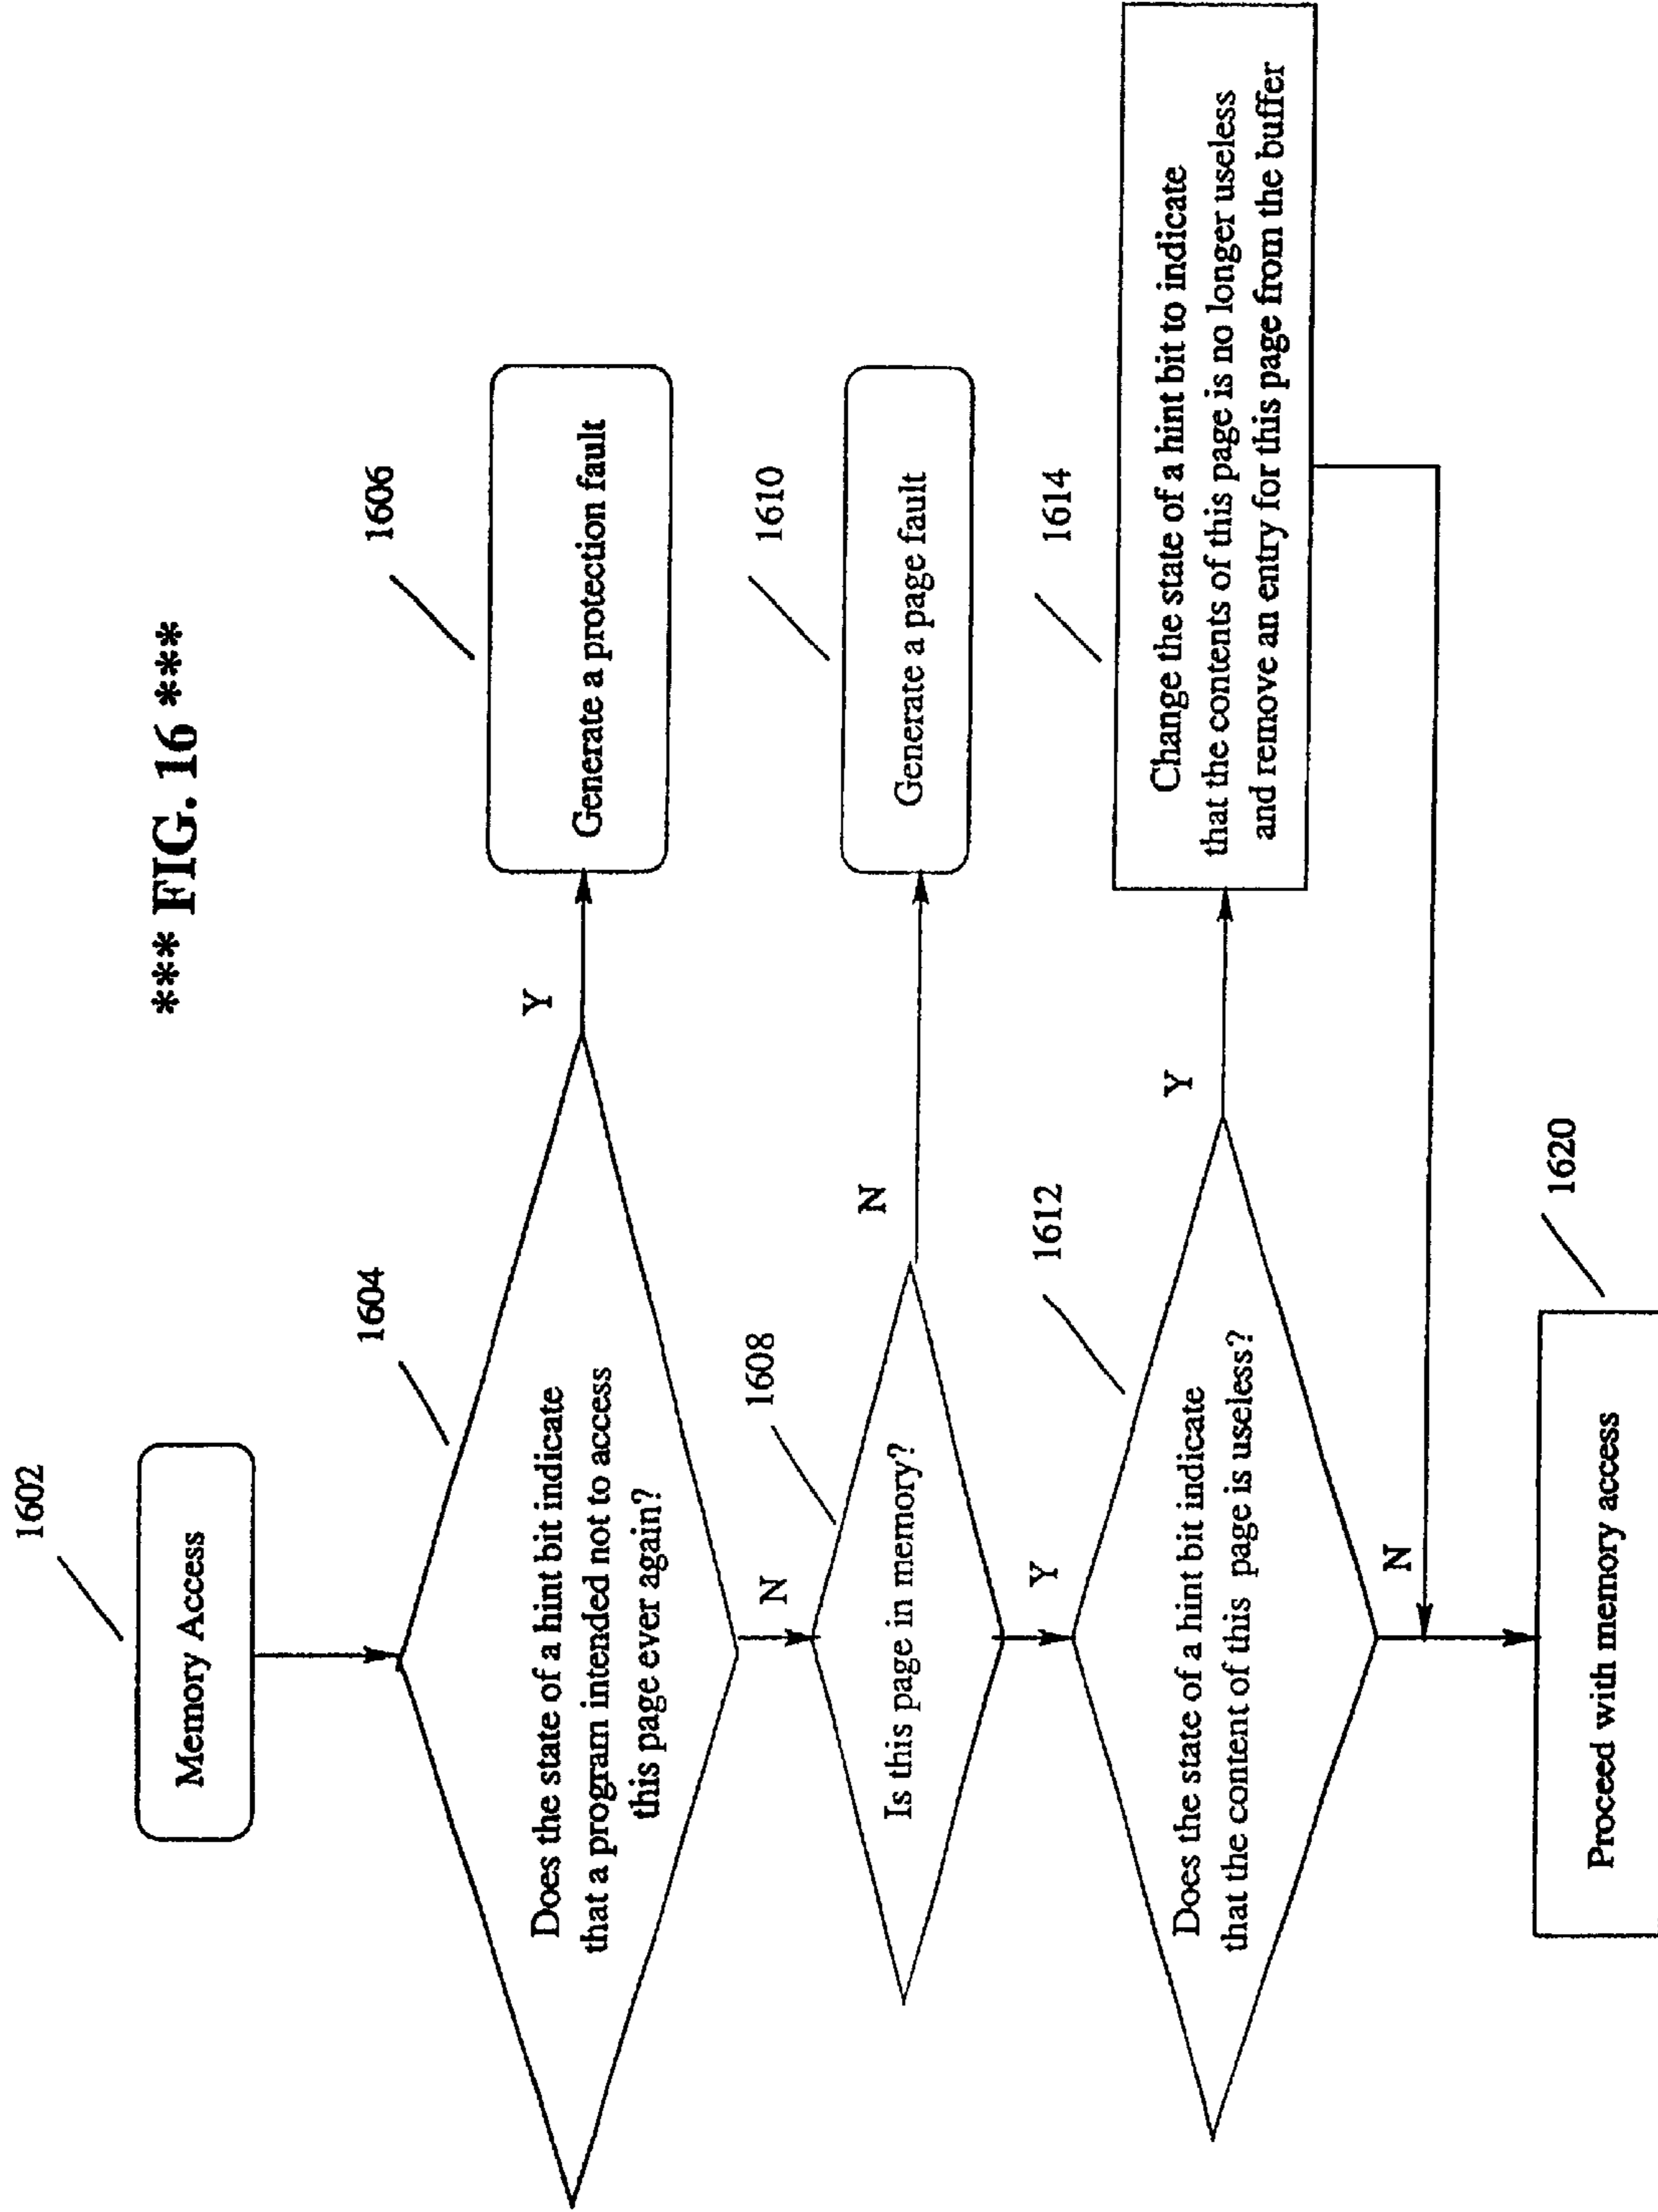 *** FIG. 16 ***
1602
Memory Access
1604
Does the state of a hint bit indicate
that a program intended not to access
this page ever again?
Y
1606
Generate a protection fault
N
1608
Is this page in memory?
N
1610
Generate a page fault
Y
1612
Does the state of a hint bit indicate
that the content of this page is useless?
Y
1614
Change the state of a hint bit to indicate
that the contents of this page is no longer useless
and remove an entry for this page from the buffer
N
1620
Proceed with memory access